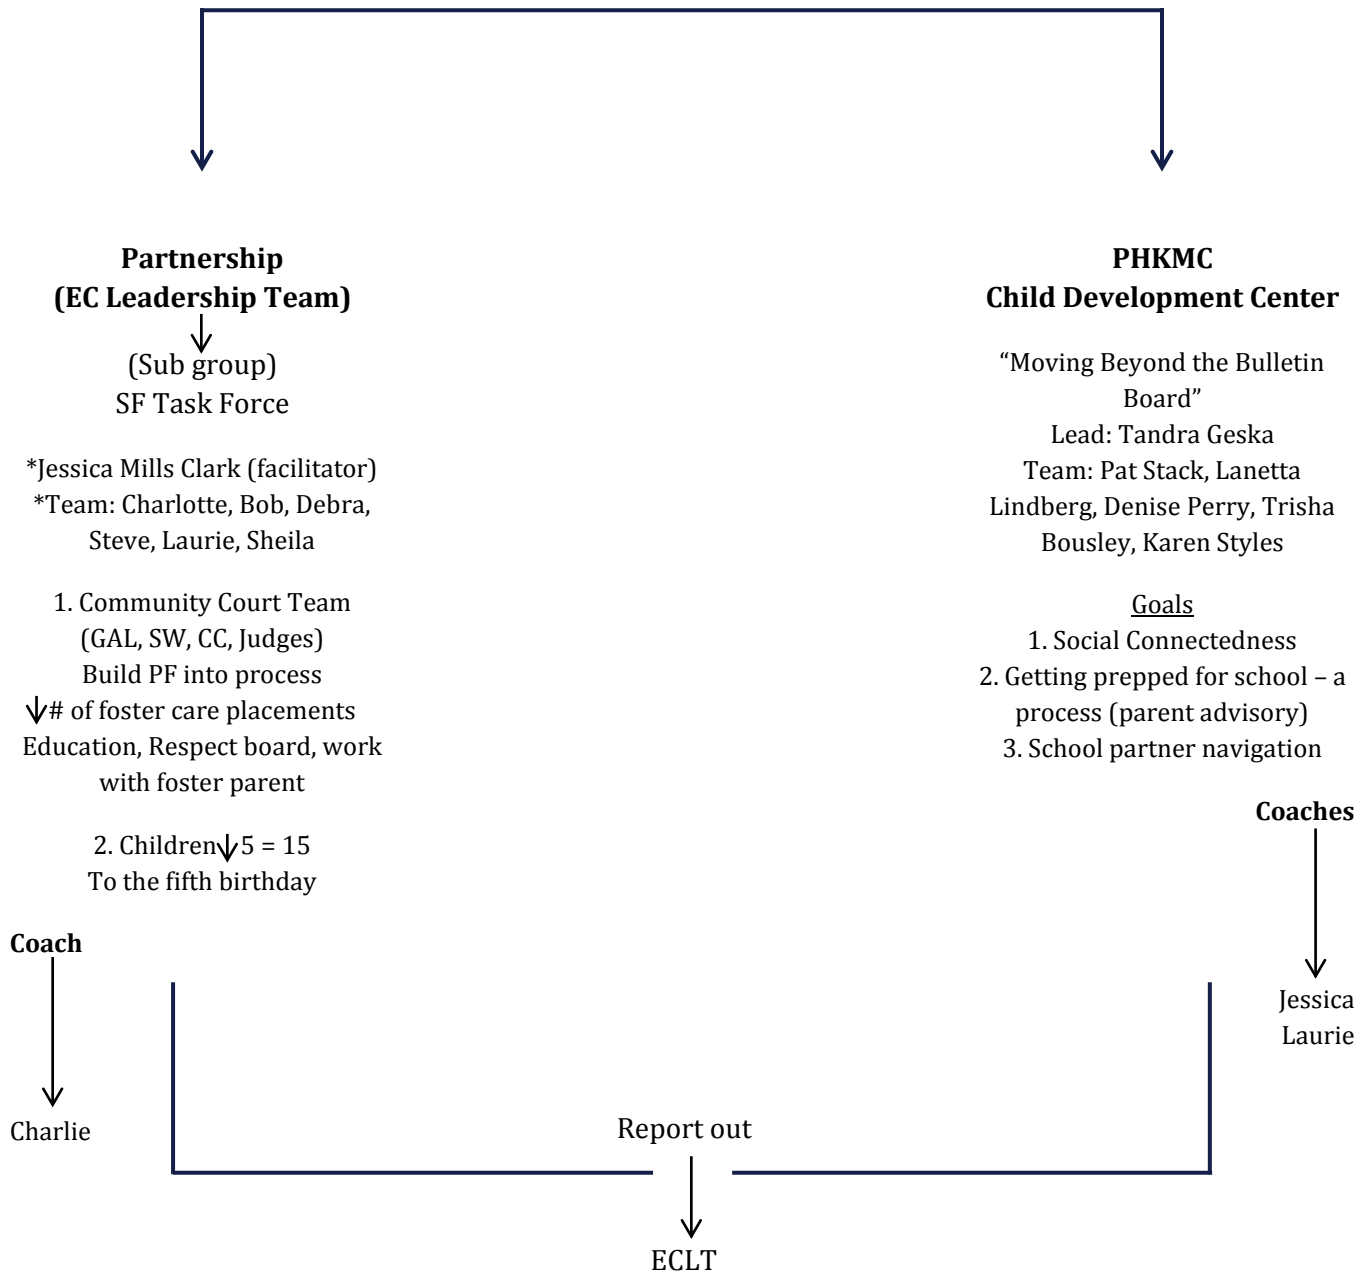 Partnership
(EC Leadership Team)
(Sub group)
SF Task Force
*Jessica Mills Clark (facilitator)
*Team: Charlotte, Bob, Debra,
Steve, Laurie, Sheila
1. Community Court Team
(GAL, SW, CC, Judges)
Build PF into process
↓# of foster care placements
Education, Respect board, work
with foster parent
2. Children↓5 = 15
To the fifth birthday
Coach
Charlie
PHKMC
Child Development Center
“Moving Beyond the Bulletin
Board”
Lead: Tandra Geska
Team: Pat Stack, Lanetta
Lindberg, Denise Perry, Trisha
Bousley, Karen Styles
Goals
1. Social Connectedness
2. Getting prepped for school – a
process (parent advisory)
3. School partner navigation
Coaches
Jessica
Laurie
Report out
ECLT